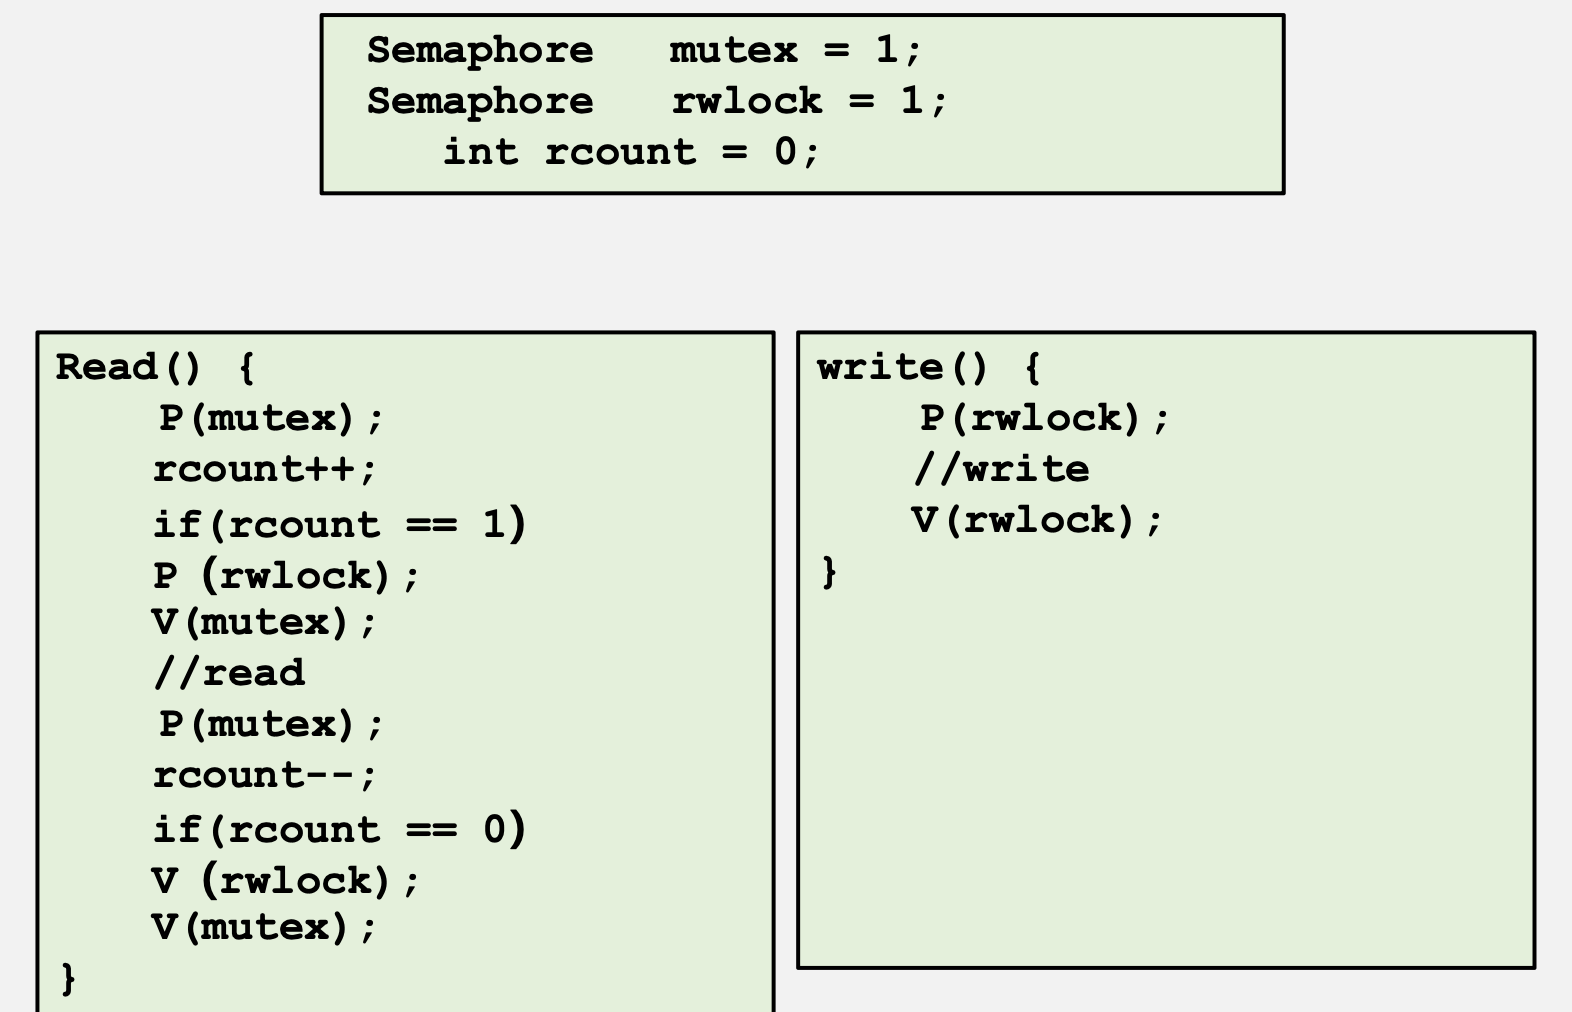 Semaphore mutex = 1;
Semaphore rwlock = 1;
int rcount = 0;
Read() {
P(mutex);
rcount++;
if(rcount == 1)
P (rwlock);
V(mutex);
//read
P(mutex);
rcount--;
if(rcount == 0)
V (rwlock);
V(mutex);
}
write() {
P(rwlock);
//write
V(rwlock);
}